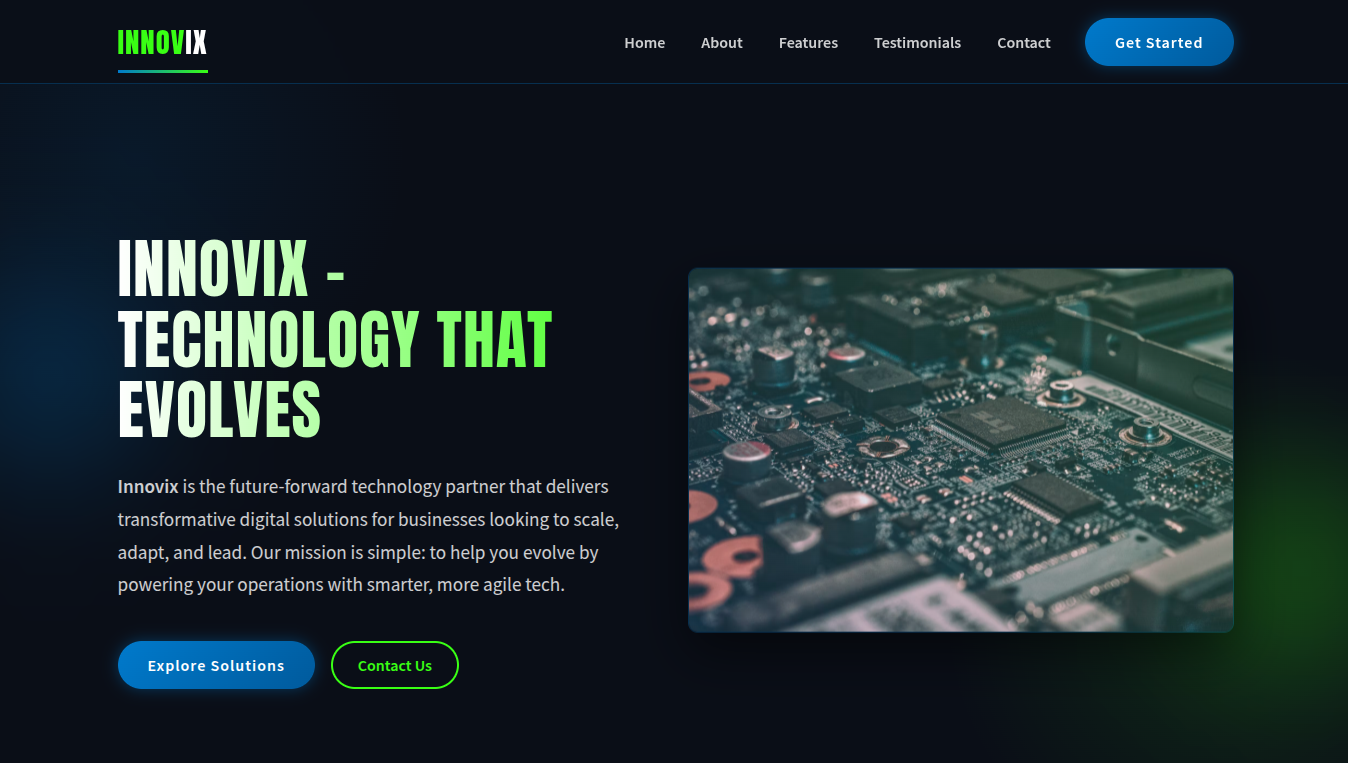 INNOVIX
Home
About
Features
Testimonials
Contact
Get Started
INNOVIX -
TECHNOLOGY THAT
EVOLVES
Innovix is the future-forward technology partner that delivers
transformative digital solutions for businesses looking to scale,
adapt, and lead. Our mission is simple: to help you evolve by
powering your operations with smarter, more agile tech.
Explore Solutions
Contact Us